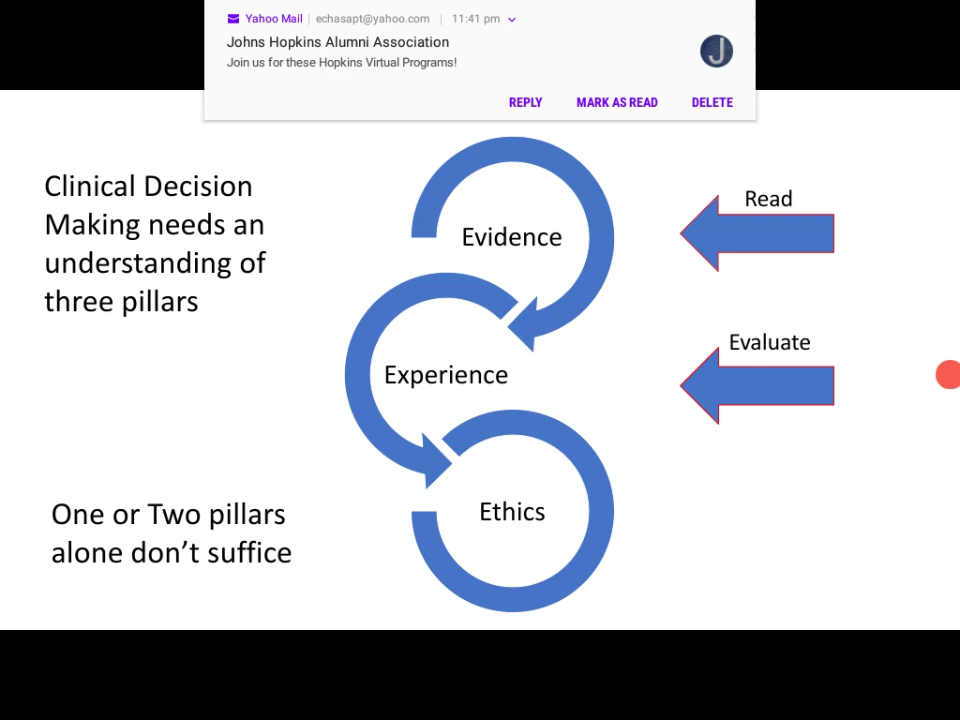 Yahoo Mail | echasapt@yahoo.com | 11:41 pm
Johns Hopkins Alumni Association
Join us for these Hopkins Virtual Programs!
J
REPLY MARK AS READ DELETE
Clinical Decision
Making needs an
understanding of
three pillars
Evidence
Read
Experience
Evaluate
Ethics
One or Two pillars
alone don’t suffice